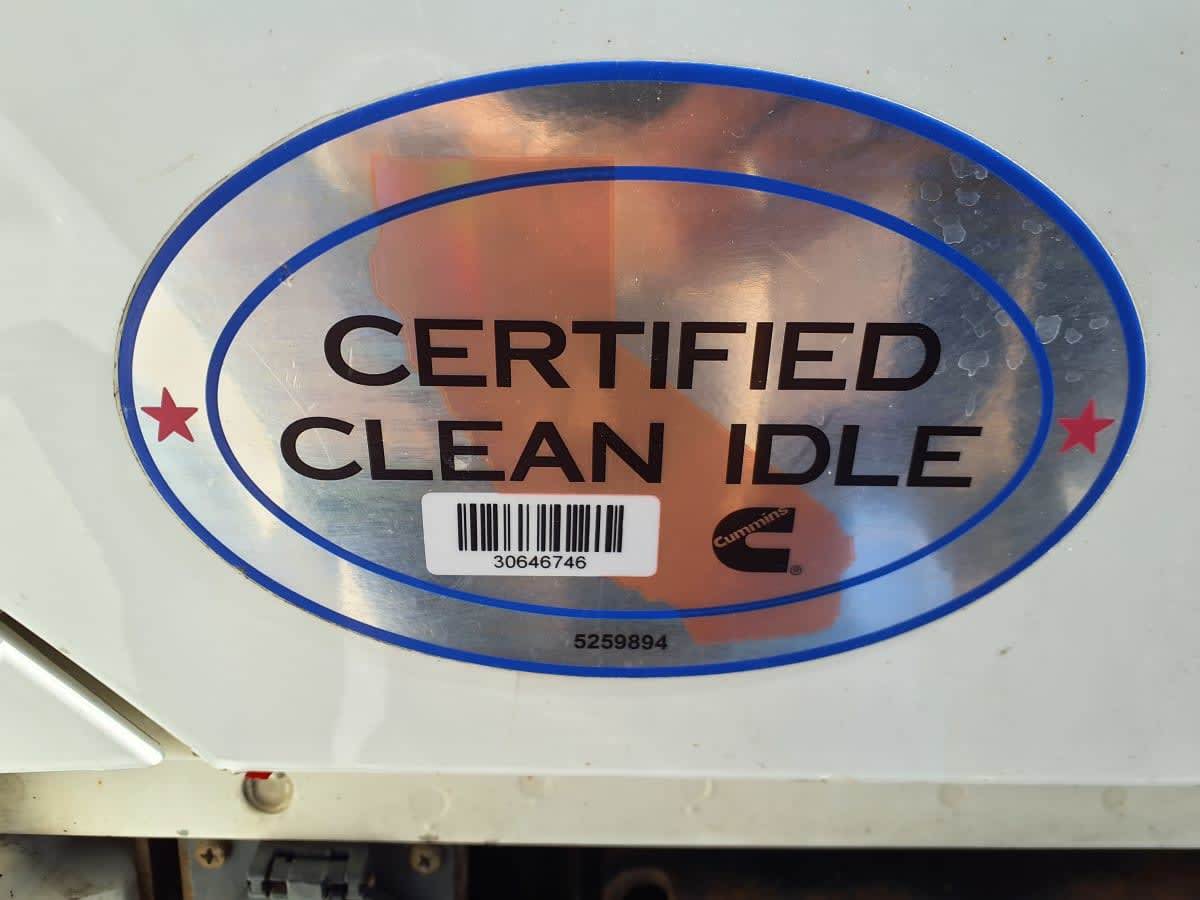 CERTIFIED
CLEAN IDLE
30646746
Cummins
®
5259894